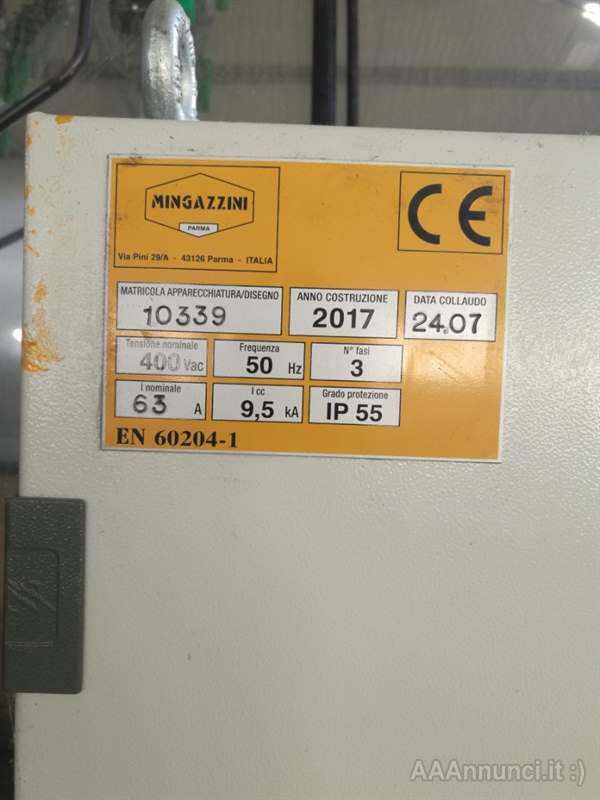 MINGAZZINI
PARMA
Via Pini 29/A - 43126 Parma - ITALIA
CE
MATRICOLA APPARECCHIATURA/DISEGNO
10339
ANNO COSTRUZIONE
2017
DATA COLLAUDO
24.07
Tensione nominale
400 Vac
Frequenza
50 Hz
N° fasi
3
I nominale
63 A
I cc
9,5 kA
Grado protezione
IP 55
EN 60204-1
AAAnnunci.it :)